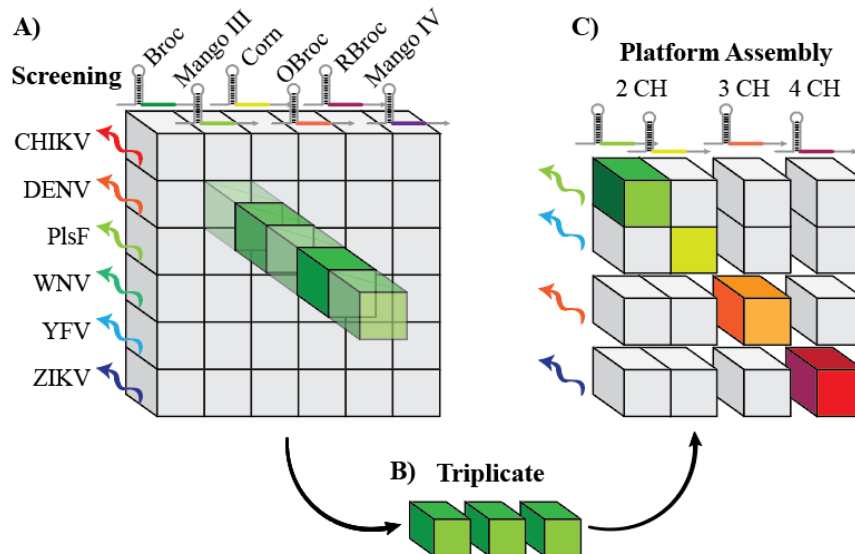 A)
Screening
Broc
Mango III
Corn
OBroc
RBroc
Mango IV
CHIKV
DENV
PlsF
WNV
YFV
ZIKV
B) Triplicate
C)
Platform Assembly
2 CH 3 CH 4 CH